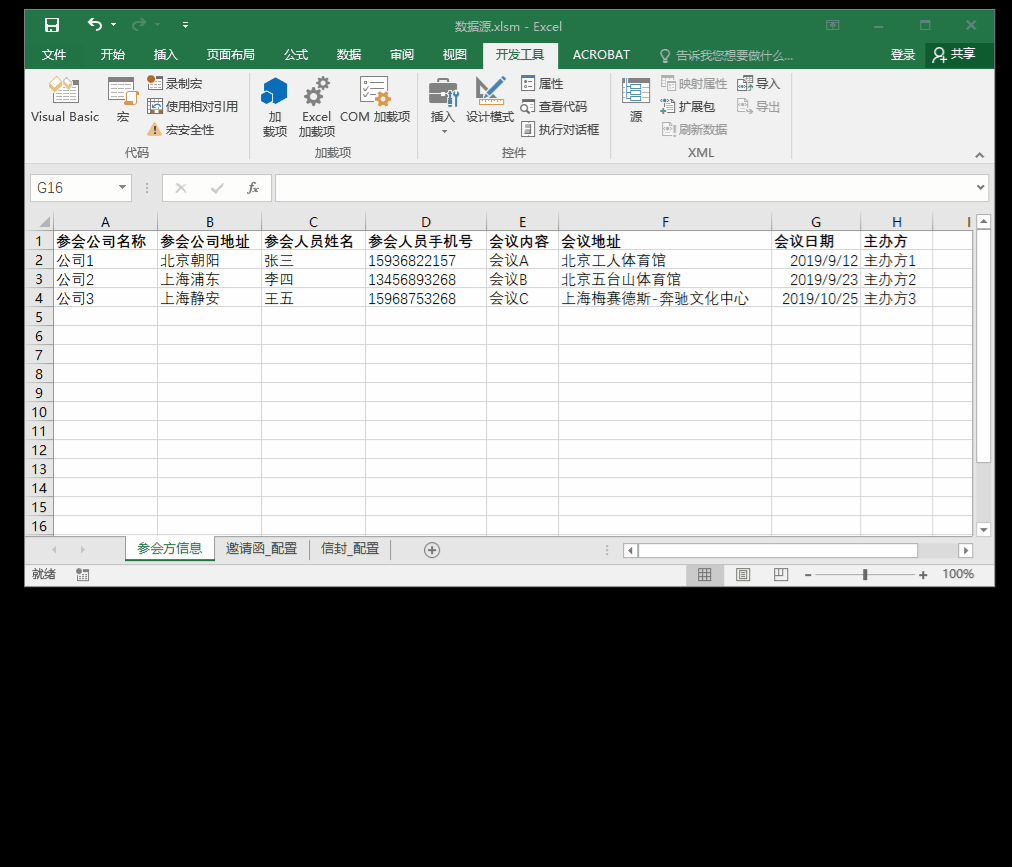 数据源.xlsm - Excel
文件 开始 插入 页面布局 公式 数据 审阅 视图 开发工具 ACROBAT 告诉我您想要做什么... 登录 共享
Visual Basic 宏 录制宏 使用相对引用 宏安全性
代码
加载项 Excel 加载项 COM 加载项
加载项
插入 设计模式 属性 查看代码 执行对话框
控件
源 映射属性 扩展包 刷新数据 导入 导出
XML
G16 fx
A B C D E F G H I
1 参会公司名称 参会公司地址 参会人员姓名 参会人员手机号 会议内容 会议地址 会议日期 主办方
2 公司1 北京朝阳 张三 15936822157 会议A 北京工人体育馆 2019/9/12 主办方1
3 公司2 上海浦东 李四 13456893268 会议B 北京五台山体育馆 2019/9/23 主办方2
4 公司3 上海静安 王五 15968753268 会议C 上海梅赛德斯-奔驰文化中心 2019/10/25 主办方3
5
6
7
8
9
10
11
12
13
14
15
16
参会方信息 邀请函_配置 信封_配置
就绪 100%